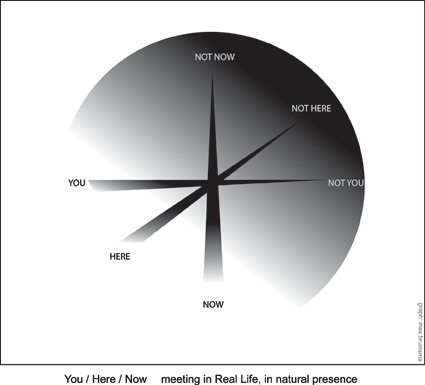 NOT NOW
NOT HERE
YOU
NOT YOU
HERE
NOW
graph: max bruinsma
You / Here / Now meeting in Real Life, in natural presence